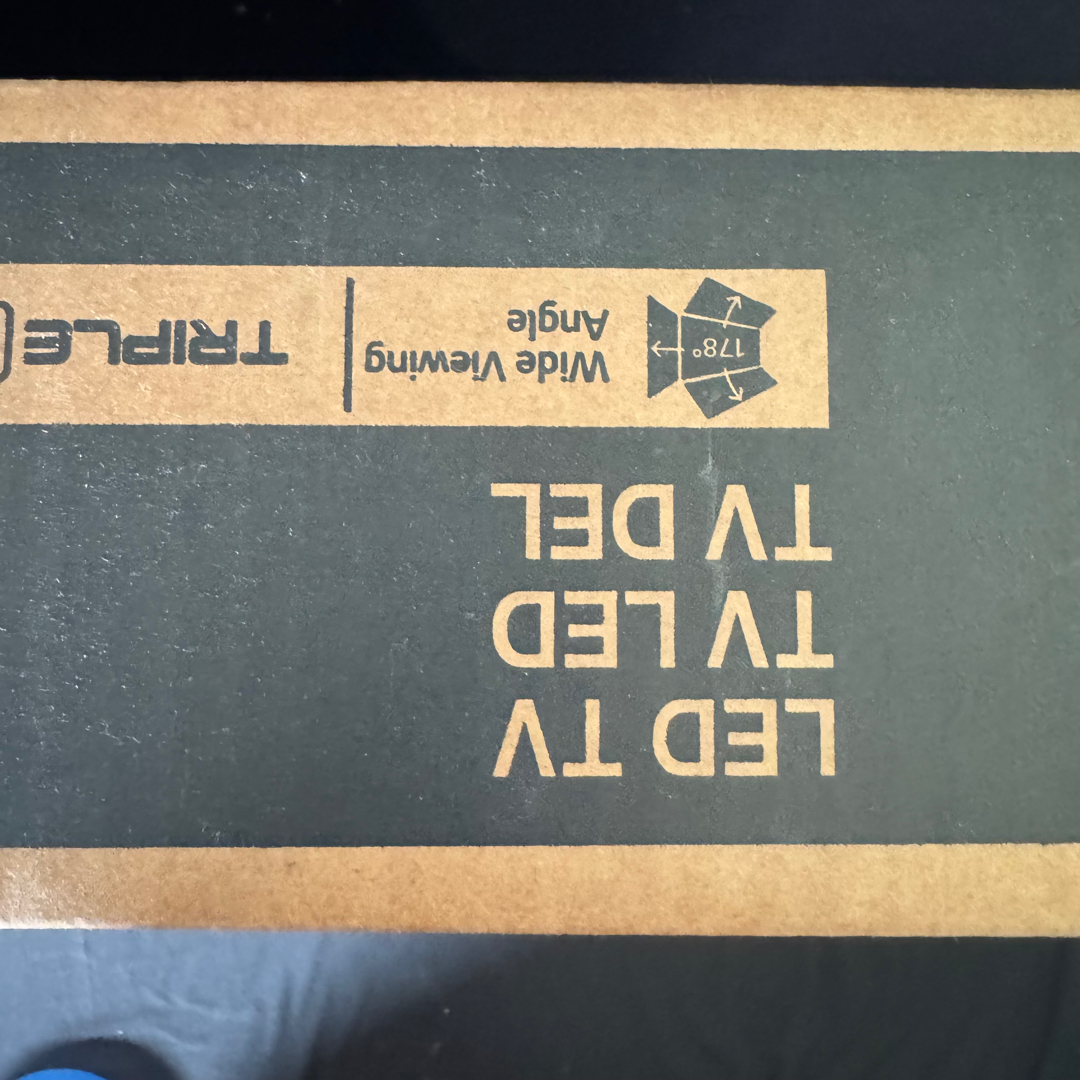 LED TV
TV LED
TV DEL
178°
Wide Viewing
Angle
TRIPLE